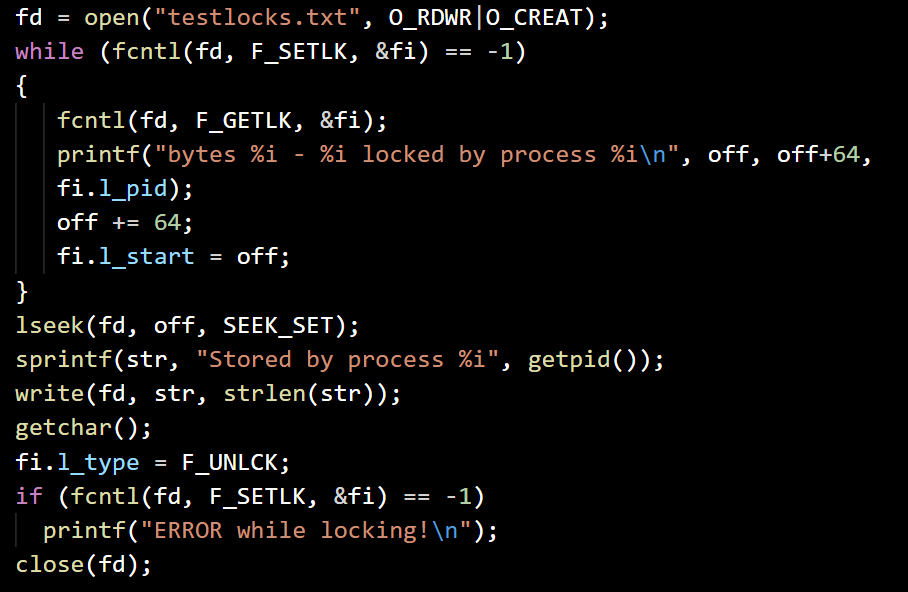 fd = open("testlocks.txt", O_RDWR|O_CREAT);
while (fcntl(fd, F_SETLK, &fi) == -1)
{
fcntl(fd, F_GETLK, &fi);
printf("bytes %i - %i locked by process %i\n", off, off+64,
fi.l_pid);
off += 64;
fi.l_start = off;
}
lseek(fd, off, SEEK_SET);
sprintf(str, "Stored by process %i", getpid());
write(fd, str, strlen(str));
getchar();
fi.l_type = F_UNLCK;
if (fcntl(fd, F_SETLK, &fi) == -1)
printf("ERROR while locking!\n");
close(fd);